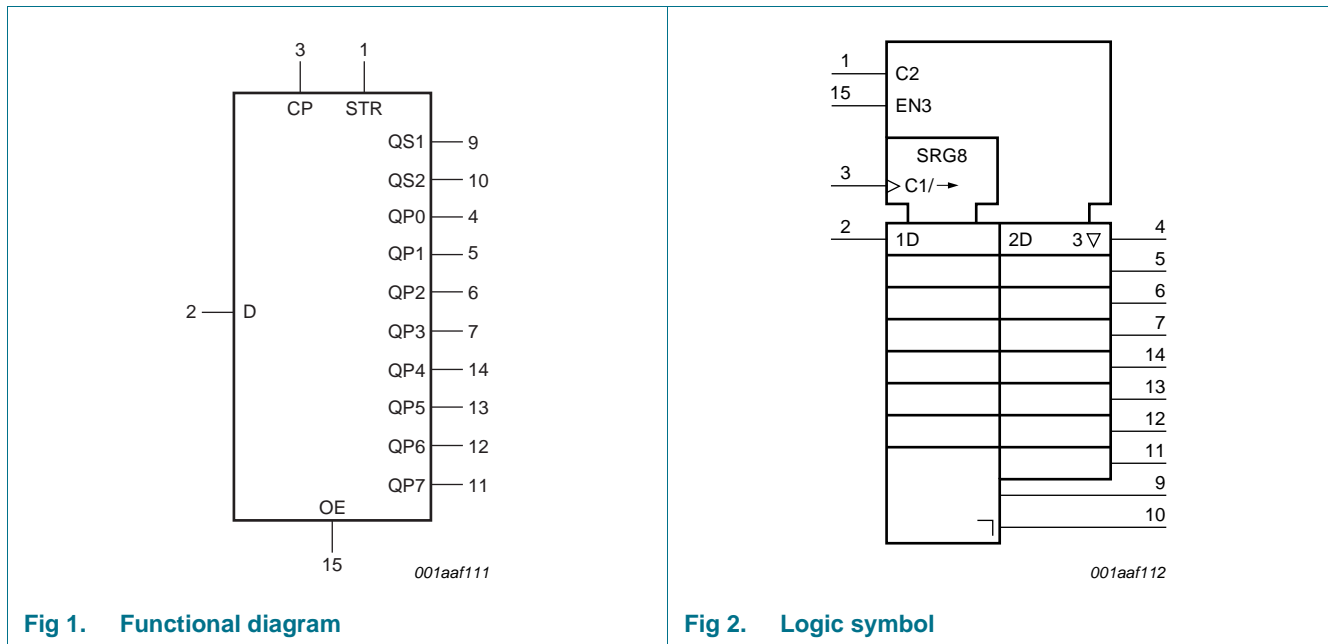 3 1
CP STR
QS1 9
QS2 10
QP0 4
QP1 5
QP2 6
2 D
QP3 7
QP4 14
QP5 13
QP6 12
QP7 11
OE
15
001aaf111
Fig 1. Functional diagram
1 C2
15 EN3
SRG8
3 C1/→
2 1D 2D 3 ▽ 4
5
6
7
14
13
12
11
9
10
001aaf112
Fig 2. Logic symbol